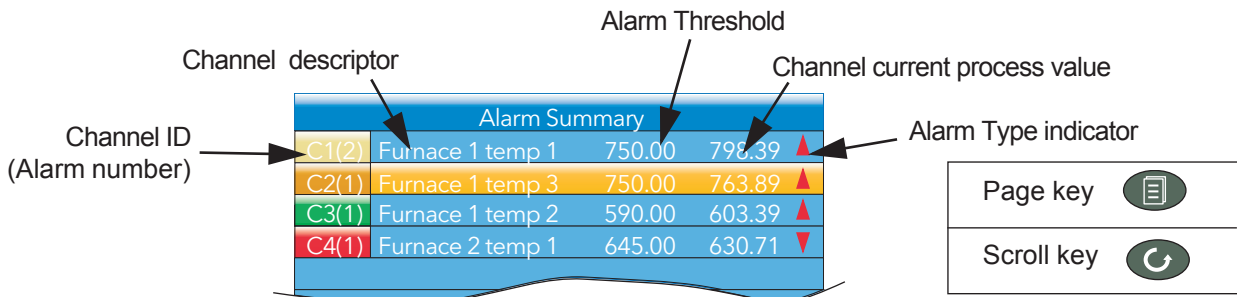 Alarm Threshold
Channel descriptor
Channel current process value
Channel ID
(Alarm number)
Alarm Type indicator
Alarm Summary
C1(2) Furnace 1 temp 1 750.00 798.39
C2(1) Furnace 1 temp 3 750.00 763.89
C3(1) Furnace 1 temp 2 590.00 603.39
C4(1) Furnace 2 temp 1 645.00 630.71
Page key
Scroll key